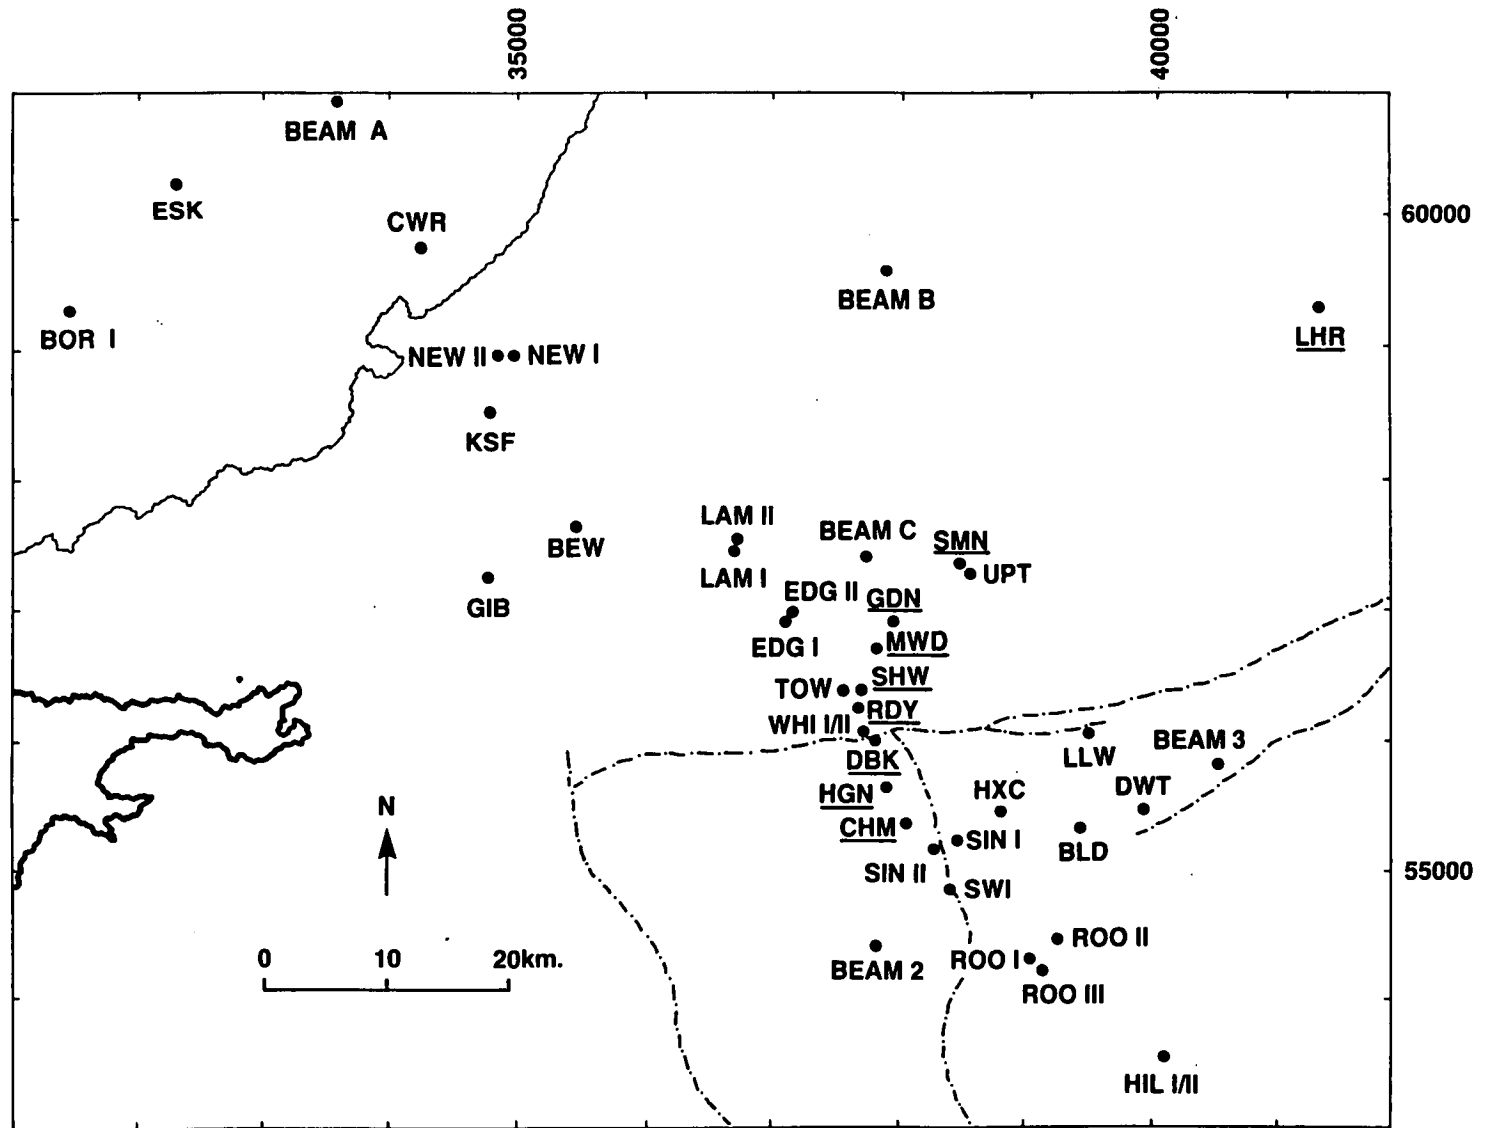 35000
40000
BEAM A
ESK
CWR
60000
BEAM B
BOR I
LHR
NEW II
NEW I
KSF
LAM II
BEAM C
SMN
BEW
LAM I
UPT
EDG II
GDN
GIB
EDG I
MWD
SHW
TOW
RDY
WHI I/II
BEAM 3
LLW
DBK
DWT
HXC
HGN
N
CHM
SIN I
BLD
SIN II
55000
SWI
ROO II
0 10 20km.
ROO I
BEAM 2
ROO III
HIL I/II